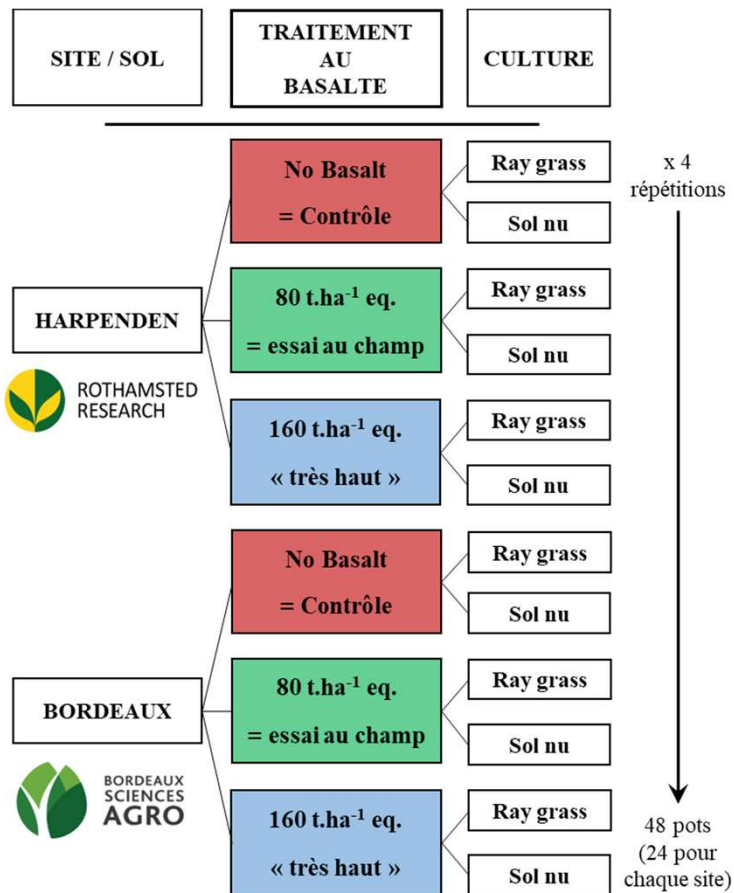 SITE / SOL
TRAITEMENT
AU
BASALTE
CULTURE
No Basalt
= Contrôle
Ray grass
Sol nu
x 4
répétitions
HARPENDEN
ROTHAMSTED
RESEARCH
80 t.ha⁻¹ eq.
= essai au champ
Ray grass
Sol nu
160 t.ha⁻¹ eq.
« très haut »
Ray grass
Sol nu
No Basalt
= Contrôle
Ray grass
Sol nu
BORDEAUX
BORDEAUX
SCIENCES
AGRO
80 t.ha⁻¹ eq.
= essai au champ
Ray grass
Sol nu
160 t.ha⁻¹ eq.
« très haut »
Ray grass
Sol nu
48 pots
(24 pour
chaque site)